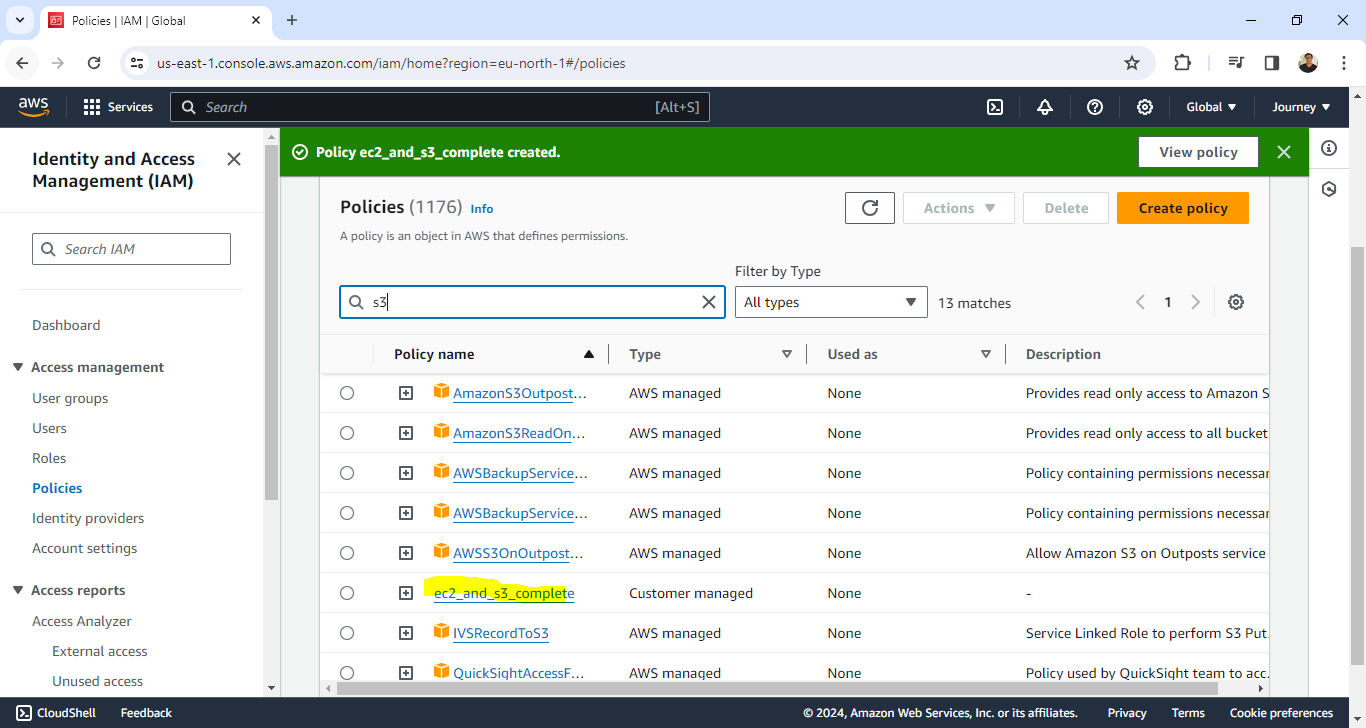 Policies | IAM | Global
us-east-1.console.aws.amazon.com/iam/home?region=eu-north-1#/policies
aws
Services
Search
[Alt+S]
Global
Journey
Identity and Access
Management (IAM)
Search IAM
Dashboard
Access management
User groups
Users
Roles
Policies
Identity providers
Account settings
Access reports
Access Analyzer
External access
Unused access
Policy ec2_and_s3_complete created.
View policy
Policies (1176) Info
Actions
Delete
Create policy
A policy is an object in AWS that defines permissions.
Filter by Type
s3
All types
13 matches
1
Policy name Type Used as Description
AmazonS3Outpost... AWS managed None Provides read only access to Amazon S
AmazonS3ReadOn... AWS managed None Provides read only access to all bucket
AWSBackupService... AWS managed None Policy containing permissions necessar
AWSBackupService... AWS managed None Policy containing permissions necessar
AWSS3OnOutpost... AWS managed None Allow Amazon S3 on Outposts service
ec2_and_s3_complete Customer managed None -
IVSRecordToS3 AWS managed None Service Linked Role to perform S3 Put.
QuickSightAccessF... AWS managed None Policy used by QuickSight team to acc.
CloudShell
Feedback
© 2024, Amazon Web Services, Inc. or its affiliates.
Privacy
Terms
Cookie preferences